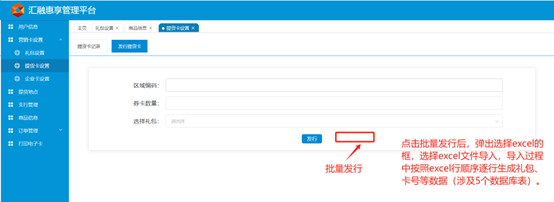 汇融惠享管理平台
用户信息
提货卡设置
礼包设置
提货卡设置
企业卡设置
发行管理
商品信息
订单管理
打印电子卡
主页 礼包设置 × 商品信息 × 提货卡设置 ×
提货卡记录 发行提货卡
区域编码：
券卡数量：
选择礼包：
请选择
发行
批量发行
点击批量发行后，弹出选择excel的
框，选择excel文件导入，导入过程
中按照excel行顺序逐行生成礼包、
卡号等数据（涉及5个数据库表）。